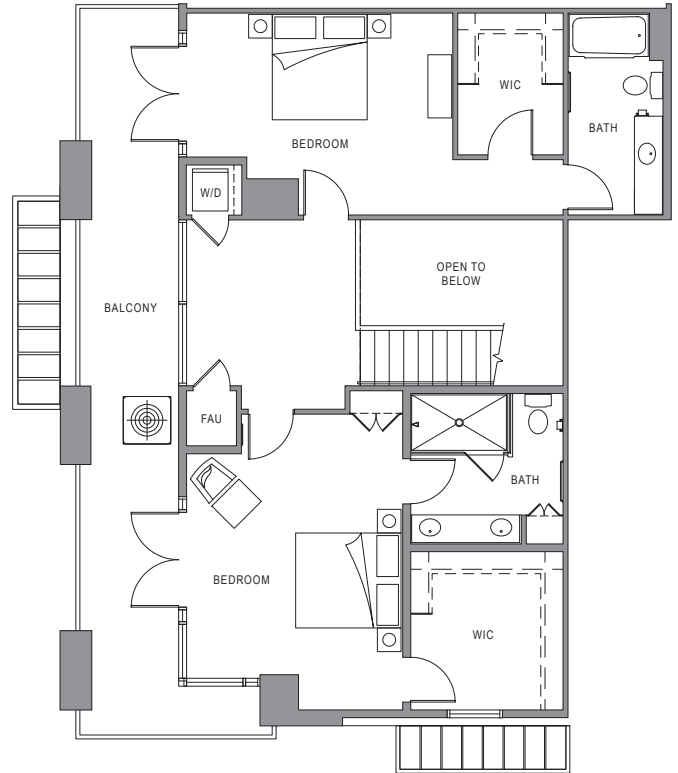 WIC
BATH
BEDROOM
W/D
OPEN TO
BELOW
BALCONY
FAU
BATH
BEDROOM
WIC